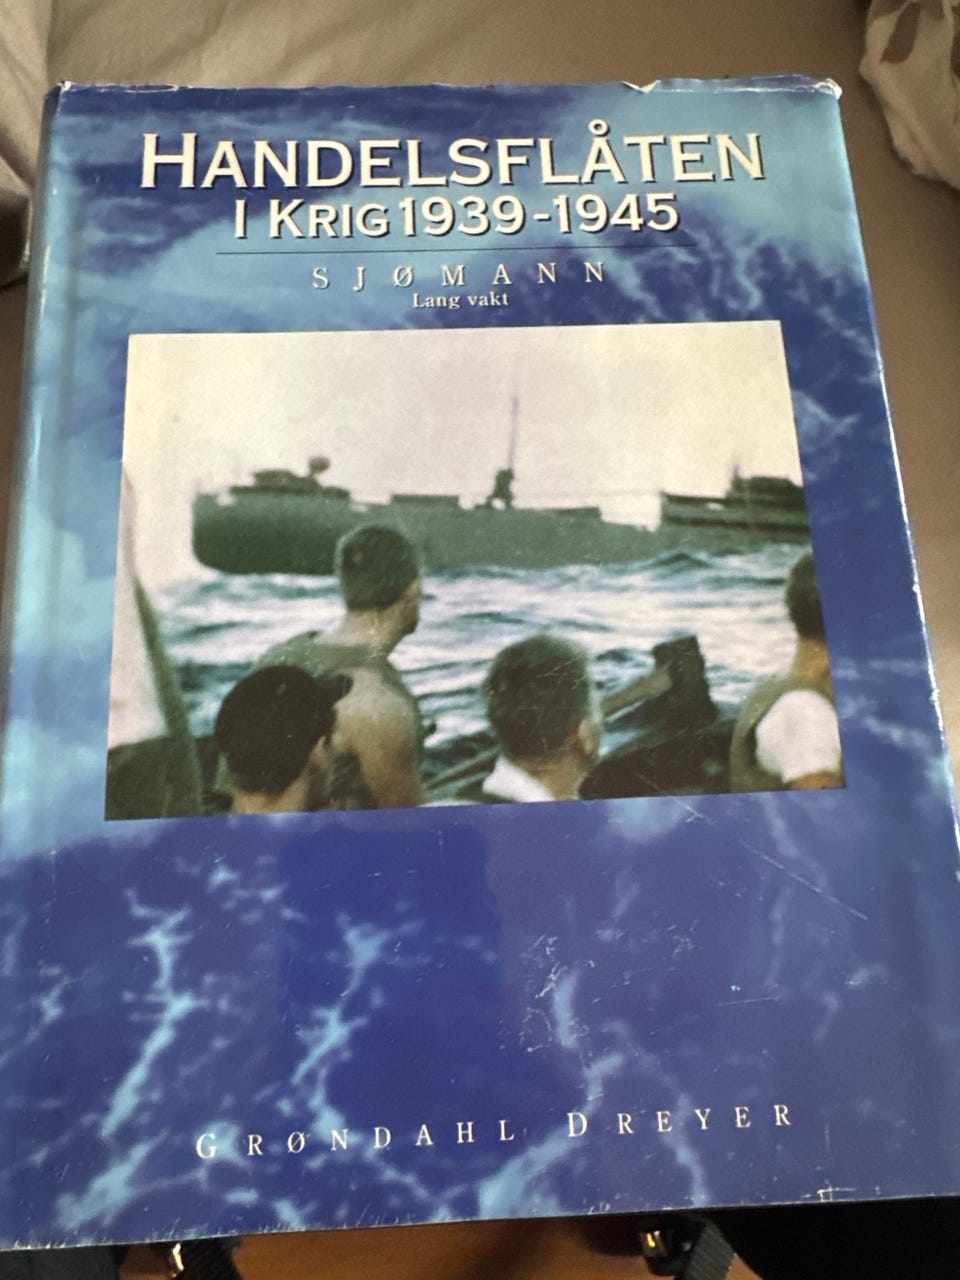 HANDELSFLÅTEN
I KRIG 1939-1945
SJØMANN
Lang vakt
GRØNDAHL DREYER